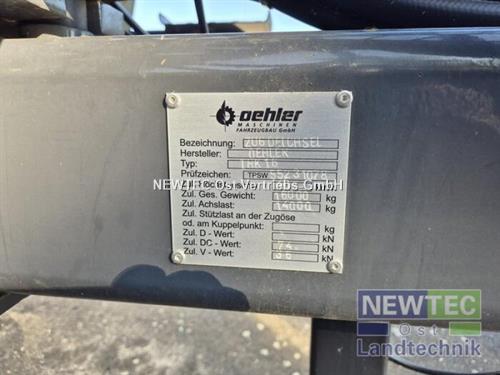 oehler
MASCHINEN
FAHRZEUGBAU GmbH
Bezeichnung: ZUGDEICHSEL
Hersteller: OEHLER
Typ:
Prüfzeichen: TPSW
NEWTEC Ost Vertriebs GmbH
Zul. Ges. Gewicht: 16000 kg
Zul. Achslast: 14000 kg
Zul. Stützlast an der Zugöse
od. am Kuppelpunkt: kg
Zul. D - Wert: kN
Zul. DC - Wert: kN
Zul. V - Wert: kN
NEWTEC
Ost
Landtechnik